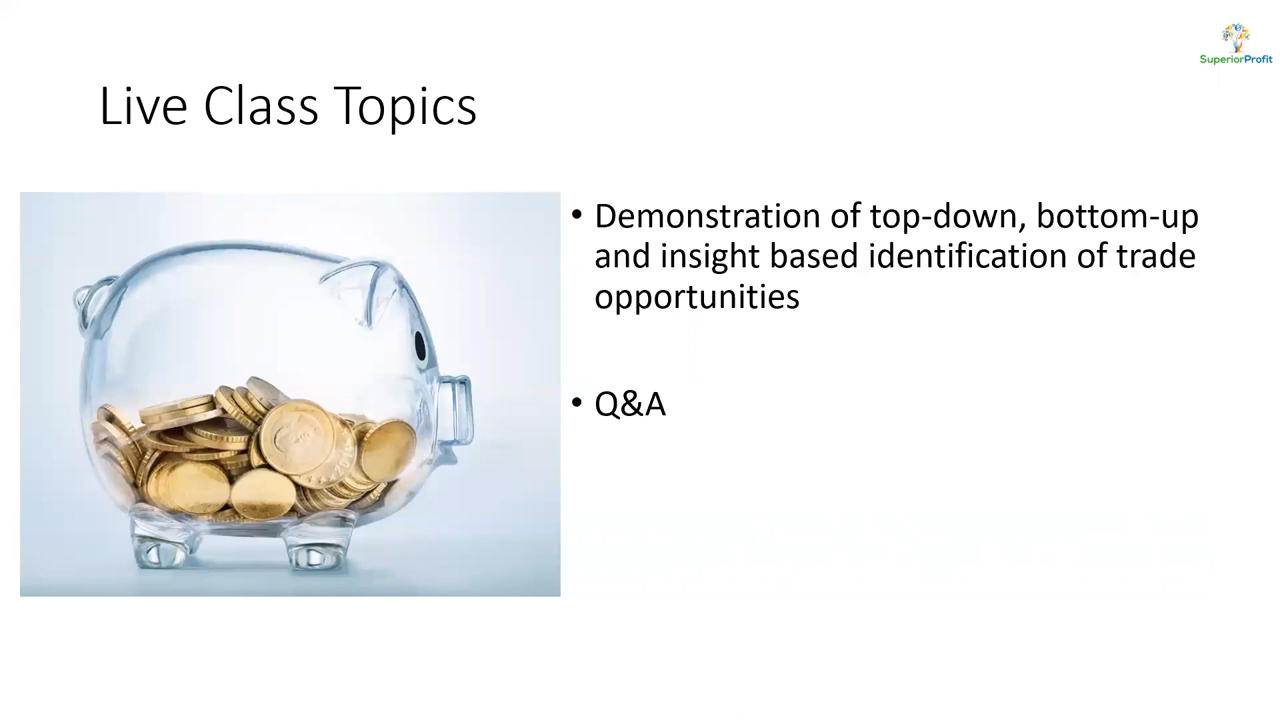 SuperiorProfit
Live Class Topics
• Demonstration of top-down, bottom-up
and insight based identification of trade
opportunities
• Q&A